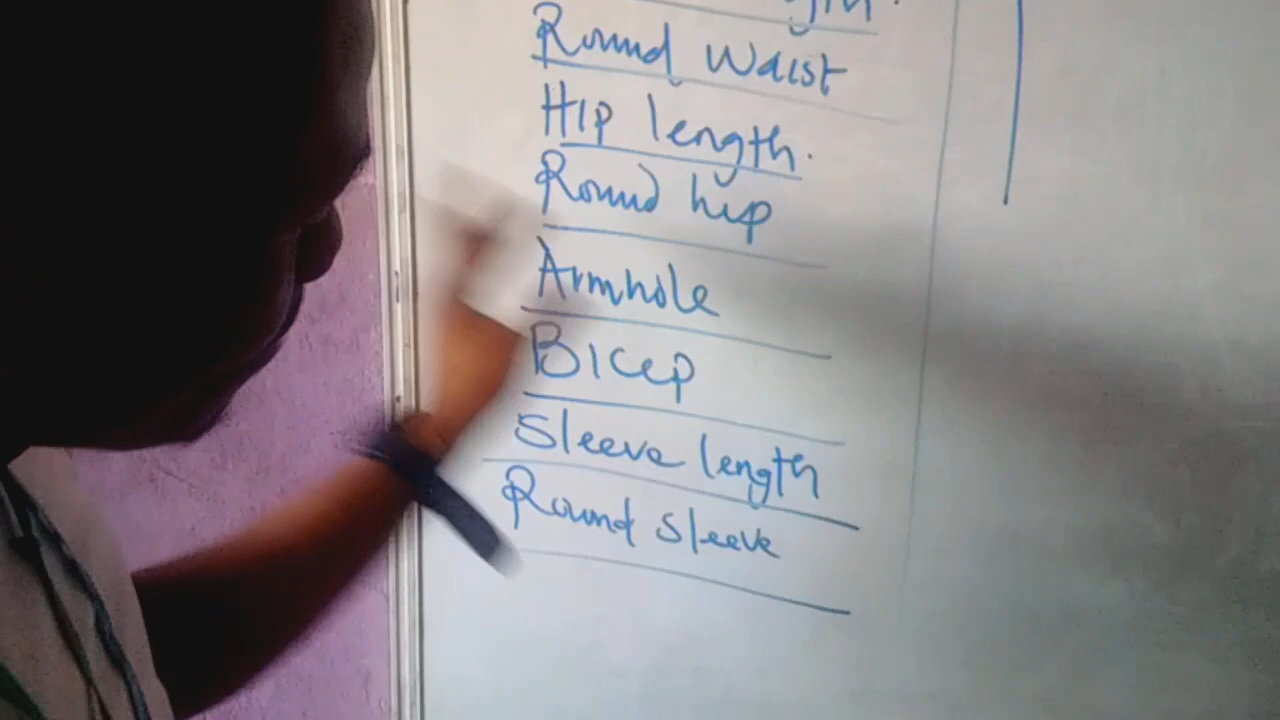 Round Waist
Hip length.
Round hip
Armhole
Bicep
Sleeve length
Round sleeve